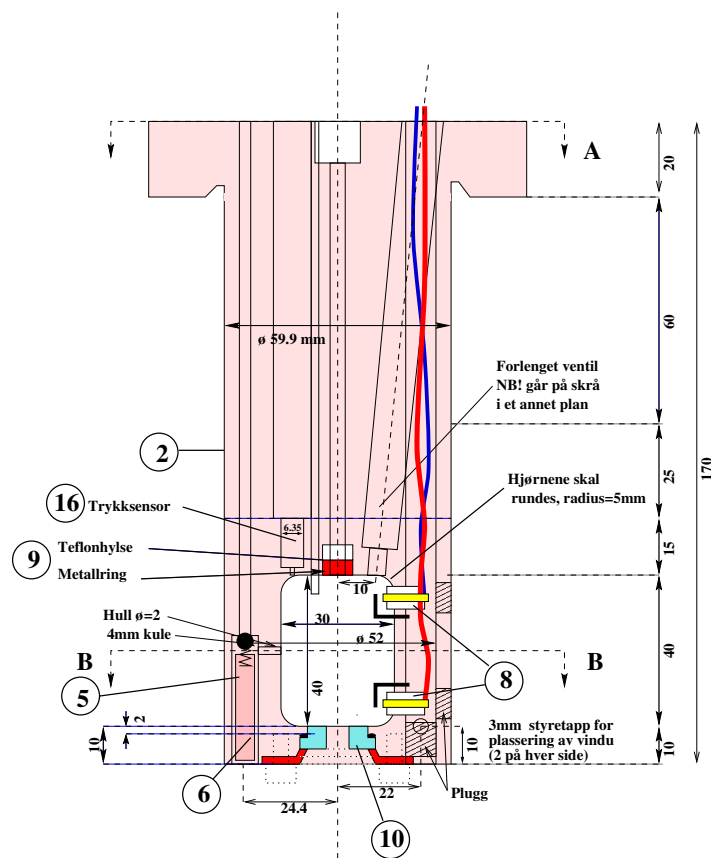 A
20
ø 59.9 mm
60
Forlenget ventil
NB! går på skrå
i et annet plan
2
170
25
Hjørnene skal
rundes, radius=5mm
16 Trykksensor
6.35
15
9
Teflonhylse
Metallring
10
Hull ø=2
4mm kule
30
ø 52
B
B
40
5
8
40
2
10
3mm styretapp for
plassering av vindu
(2 på hver side)
10
10
6
22
Plugg
24.4
10